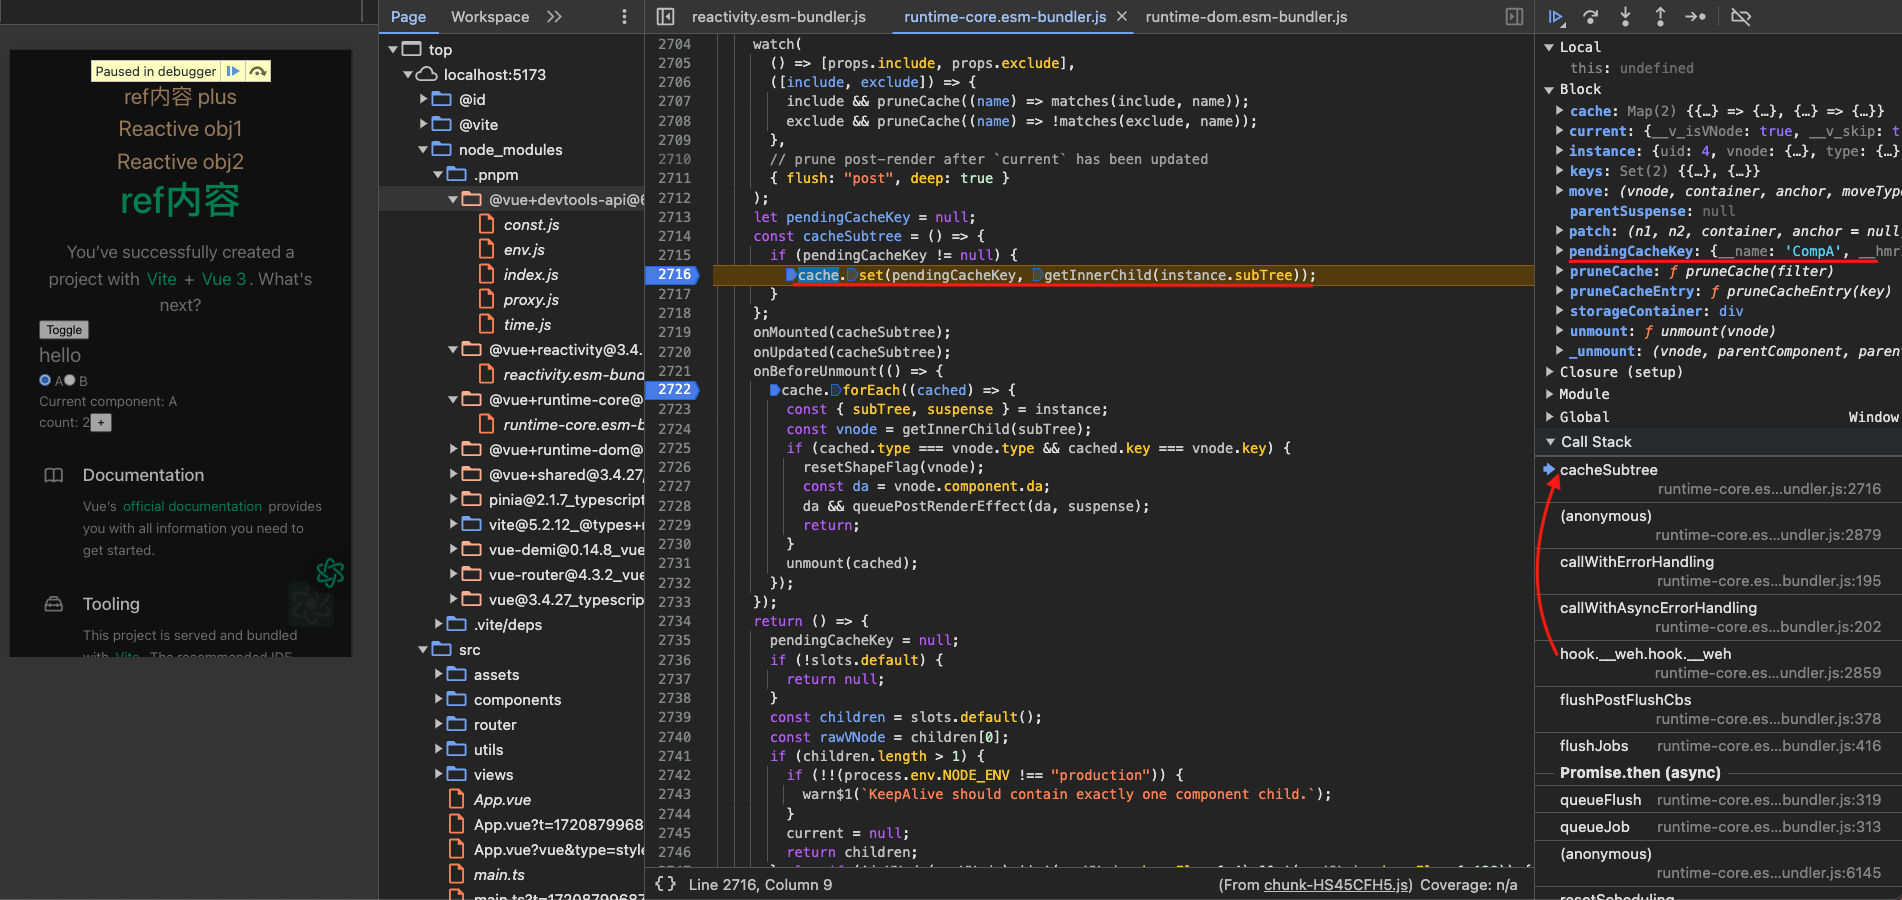 Paused in debugger
ref内容 plus
Reactive obj1
Reactive obj2
ref内容
You've successfully created a
project with Vite + Vue 3. What's
next?
Toggle
hello
A B
Current component: A
count: 2 +
Documentation
Vue's official documentation provides
you with all information you need to
get started.
Tooling
This project is served and bundled
with Vite. The recommended IDE
Page Workspace
top
localhost:5173
@id
@vite
node_modules
.pnpm
@vue+devtools-api@6
const.js
env.js
index.js
proxy.js
time.js
@vue+reactivity@3.4.
reactivity.esm-bund
@vue+runtime-core@
runtime-core.esm-b
@vue+runtime-dom@
@vue+shared@3.4.27
pinia@2.1.7_typescript
vite@5.2.12_@types+
vue-demi@0.14.8_vue
vue-router@4.3.2_vue
vue@3.4.27_typescrip
.vite/deps
src
assets
components
router
utils
views
App.vue
App.vue?t=1720879968
App.vue?vue&type=style
main.ts
main.ts?t=172087996
reactivity.esm-bundler.js runtime-core.esm-bundler.js × runtime-dom.esm-bundler.js
2704 watch(
2705 () => [props.include, props.exclude],
2706 ([include, exclude]) => {
2707 include && pruneCache((name) => matches(include, name));
2708 exclude && pruneCache((name) => !matches(exclude, name));
2709 },
2710 // prune post-render after `current` has been updated
2711 { flush: "post", deep: true }
2712 );
2713 let pendingCacheKey = null;
2714 const cacheSubtree = () => {
2715 if (pendingCacheKey != null) {
2716 cache.set(pendingCacheKey, getInnerChild(instance.subTree));
2717 }
2718 };
2719 onMounted(cacheSubtree);
2720 onUpdated(cacheSubtree);
2721 onBeforeUnmount(() => {
2722 cache.forEach((cached) => {
2723 const { subTree, suspense } = instance;
2724 const vnode = getInnerChild(subTree);
2725 if (cached.type === vnode.type && cached.key === vnode.key) {
2726 resetShapeFlag(vnode);
2727 const da = vnode.component.da;
2728 da && queuePostRenderEffect(da, suspense);
2729 return;
2730 }
2731 unmount(cached);
2732 });
2733 });
2734 return () => {
2735 pendingCacheKey = null;
2736 if (!slots.default) {
2737 return null;
2738 }
2739 const children = slots.default();
2740 const rawVNode = children[0];
2741 if (children.length > 1) {
2742 if (!!(process.env.NODE_ENV !== "production")) {
2743 warn$1(`KeepAlive should contain exactly one component child.`);
2744 }
2745 current = null;
2746 return children;
{} Line 2716, Column 9 (From chunk-HS45CFH5.js) Coverage: n/a
Local
this: undefined
Block
cache: Map(2) {{…} => {…}, {…} => {…}}
current: {__v_isVNode: true, __v_skip: t
instance: {uid: 4, vnode: {…}, type: {…}
keys: Set(2) {{…}, {…}}
move: (vnode, container, anchor, moveType
parentSuspense: null
patch: (n1, n2, container, anchor = null
pendingCacheKey: {__name: 'CompA', __hmr
pruneCache: ƒ pruneCache(filter)
pruneCacheEntry: ƒ pruneCacheEntry(key)
storageContainer: div
unmount: ƒ unmount(vnode)
_unmount: (vnode, parentComponent, paren
Closure (setup)
Module
Global Window
Call Stack
cacheSubtree
runtime-core.es…undler.js:2716
(anonymous)
runtime-core.es…undler.js:2879
callWithErrorHandling
runtime-core.es…bundler.js:195
callWithAsyncErrorHandling
runtime-core.es…bundler.js:202
hook.__weh.hook.__weh
runtime-core.es…undler.js:2859
flushPostFlushCbs
runtime-core.es…bundler.js:378
flushJobs runtime-core.es…bundler.js:416
Promise.then (async)
queueFlush runtime-core.es…bundler.js:319
queueJob runtime-core.es…bundler.js:313
(anonymous)
runtime-core.es…undler.js:6145
resetScheduling